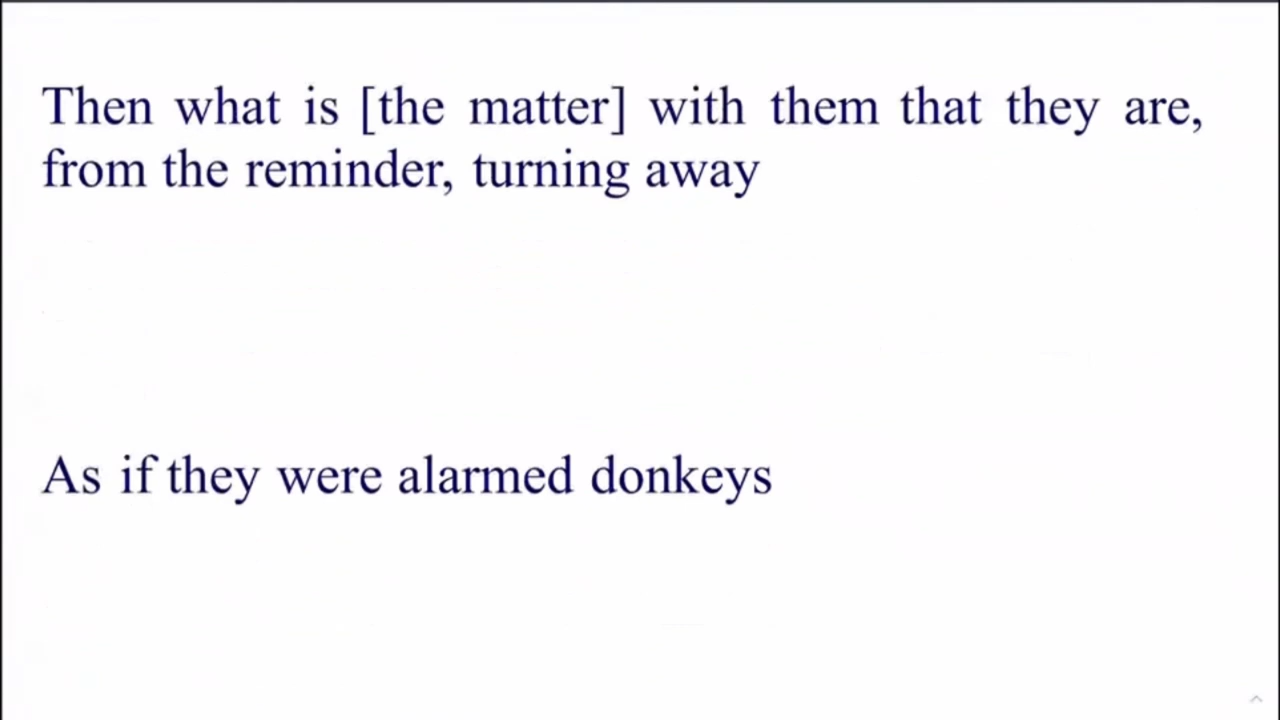 Then what is [the matter] with them that they are,
from the reminder, turning away
As if they were alarmed donkeys